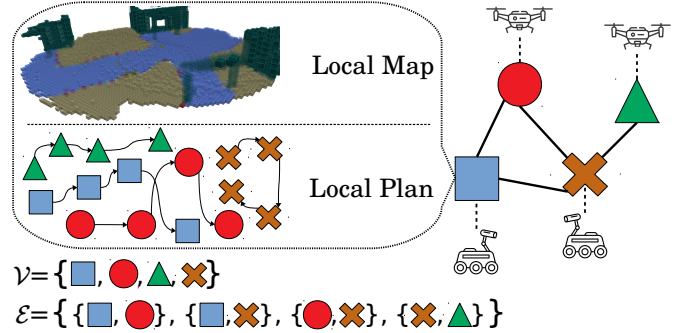 Local Map
Local Plan
𝒱={■, ●, ▲, ✖}
ℰ={{■, ●}, {■, ✖}, {●, ✖}, {✖, ▲}}